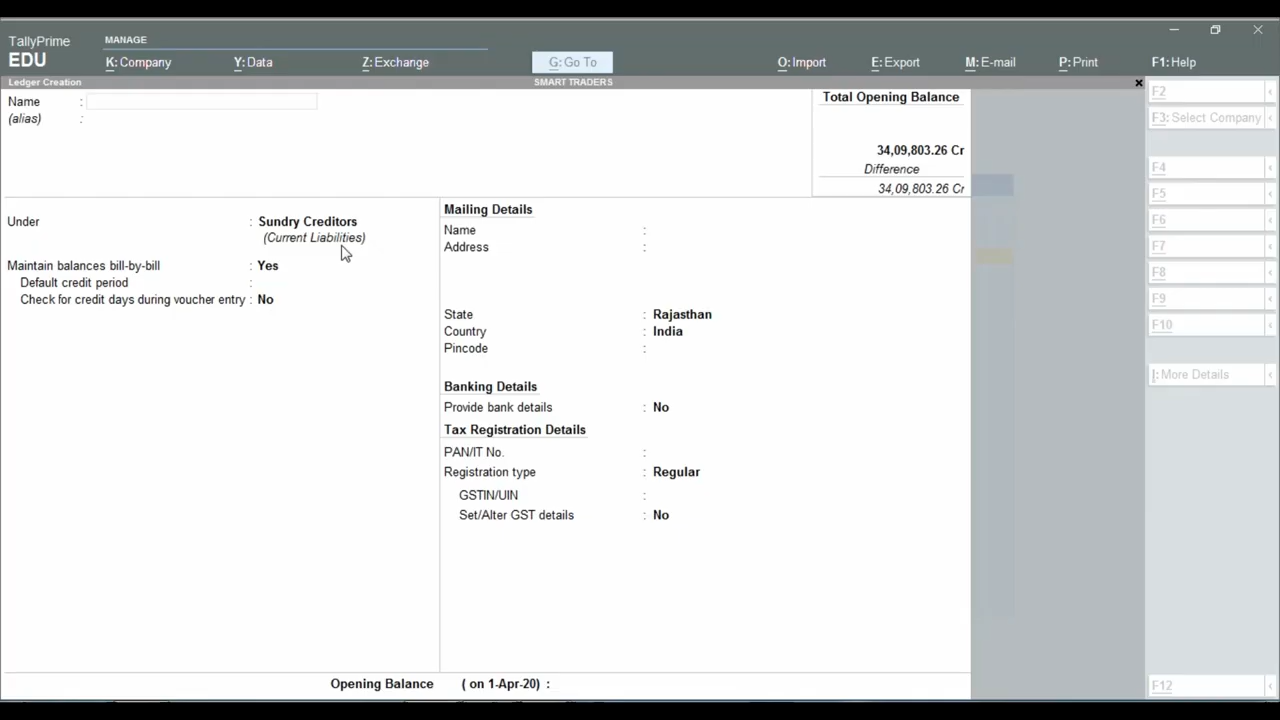 TallyPrime
EDU
MANAGE
K: Company
Y: Data
Z: Exchange
G: Go To
O: Import
E: Export
M: E-mail
P: Print
F1: Help
Ledger Creation
SMART TRADERS
Name :
(alias) :
Total Opening Balance
34,09,803.26 Cr
Difference
34,09,803.26 Cr
Under : Sundry Creditors
(Current Liabilities)
Maintain balances bill-by-bill : Yes
Default credit period :
Check for credit days during voucher entry : No
Mailing Details
Name :
Address :
State : Rajasthan
Country : India
Pincode :
Banking Details
Provide bank details : No
Tax Registration Details
PAN/IT No. :
Registration type : Regular
GSTIN/UIN :
Set/Alter GST details : No
Opening Balance ( on 1-Apr-20) :
F2
F3: Select Company
F4
F5
F6
F7
F8
F9
F10
I: More Details
F12